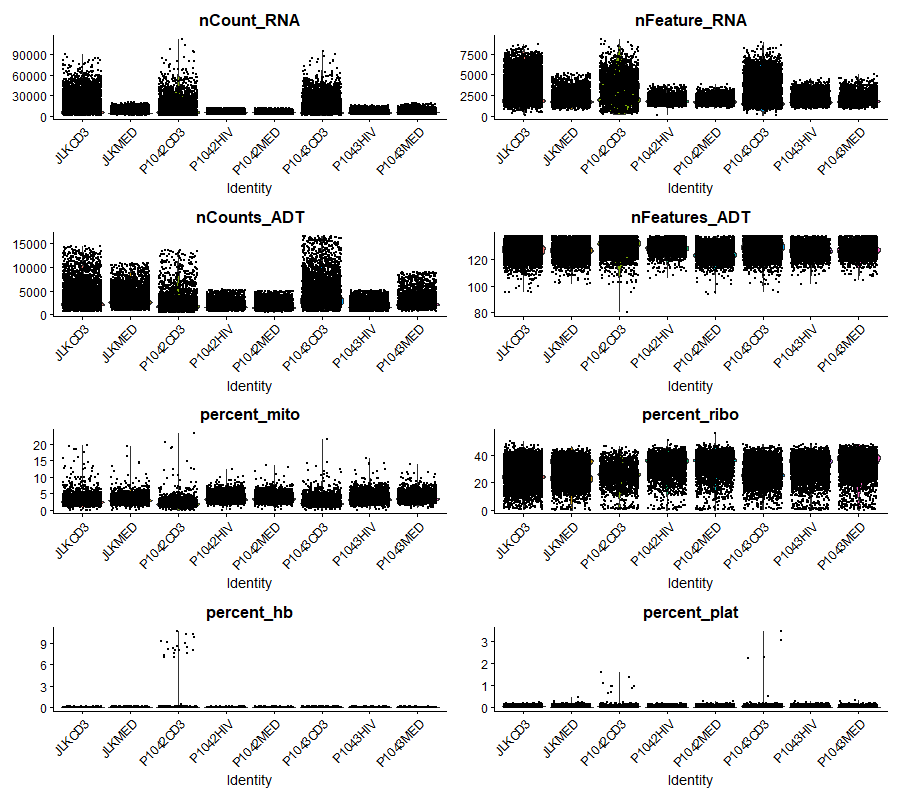 nCount_RNA
90000
60000
30000
0
JLKCD3
JLKMED
P1042CD3
P1042HIV
P1042MED
P1043CD3
P1043HIV
P1043MED
Identity
nFeature_RNA
7500
5000
2500
0
JLKCD3
JLKMED
P1042CD3
P1042HIV
P1042MED
P1043CD3
P1043HIV
P1043MED
Identity
nCounts_ADT
15000
10000
5000
0
JLKCD3
JLKMED
P1042CD3
P1042HIV
P1042MED
P1043CD3
P1043HIV
P1043MED
Identity
nFeatures_ADT
120
100
80
JLKCD3
JLKMED
P1042CD3
P1042HIV
P1042MED
P1043CD3
P1043HIV
P1043MED
Identity
percent_mito
20
15
10
5
0
JLKCD3
JLKMED
P1042CD3
P1042HIV
P1042MED
P1043CD3
P1043HIV
P1043MED
Identity
percent_ribo
40
20
0
JLKCD3
JLKMED
P1042CD3
P1042HIV
P1042MED
P1043CD3
P1043HIV
P1043MED
Identity
percent_hb
9
6
3
0
JLKCD3
JLKMED
P1042CD3
P1042HIV
P1042MED
P1043CD3
P1043HIV
P1043MED
Identity
percent_plat
3
2
1
0
JLKCD3
JLKMED
P1042CD3
P1042HIV
P1042MED
P1043CD3
P1043HIV
P1043MED
Identity